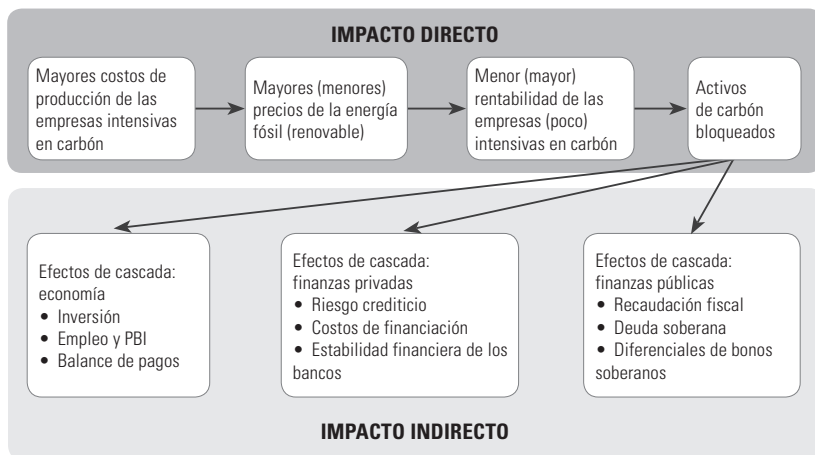 IMPACTO DIRECTO
Mayores costos de
producción de las
empresas intensivas
en carbón
Mayores (menores)
precios de la energía
fósil (renovable)
Menor (mayor)
rentabilidad de las
empresas (poco)
intensivas en carbón
Activos
de carbón
bloqueados
Efectos de cascada:
economía
• Inversión
• Empleo y PBI
• Balance de pagos
Efectos de cascada:
finanzas privadas
• Riesgo crediticio
• Costos de financiación
• Estabilidad financiera de los
bancos
Efectos de cascada:
finanzas públicas
• Recaudación fiscal
• Deuda soberana
• Diferenciales de bonos
soberanos
IMPACTO INDIRECTO